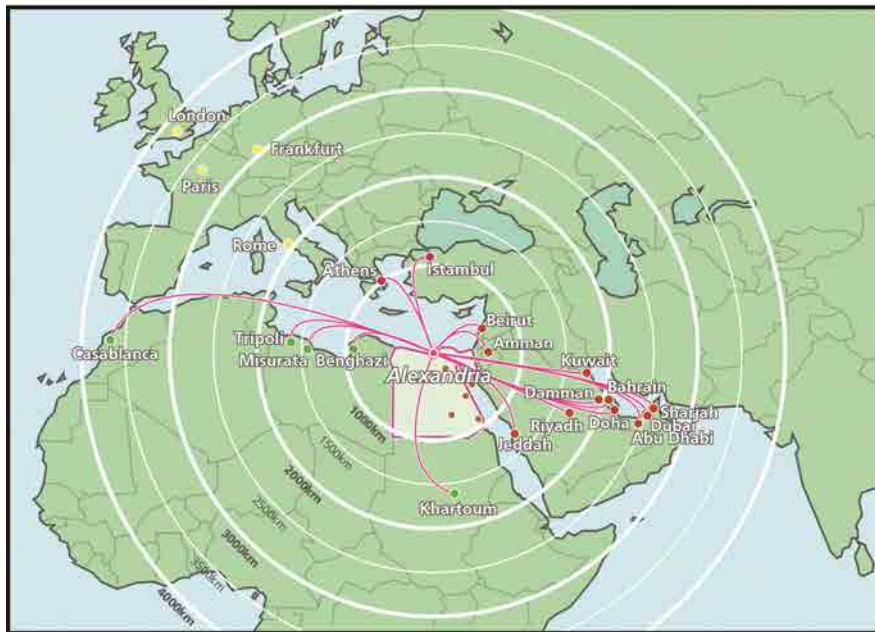 London
Frankfurt
Paris
Rome
Athens
Istambul
Beirut
Casablanca
Tripoli
Misurata
Benghazi
Amman
Alexandria
Kuwait
Damman
Bahrain
Riyadh
Doha
Sharjah
Dubai
Abu Dhabi
Jeddah
Khartoum
1000km
1500km
2000km
2500km
3000km
3500km
4000km